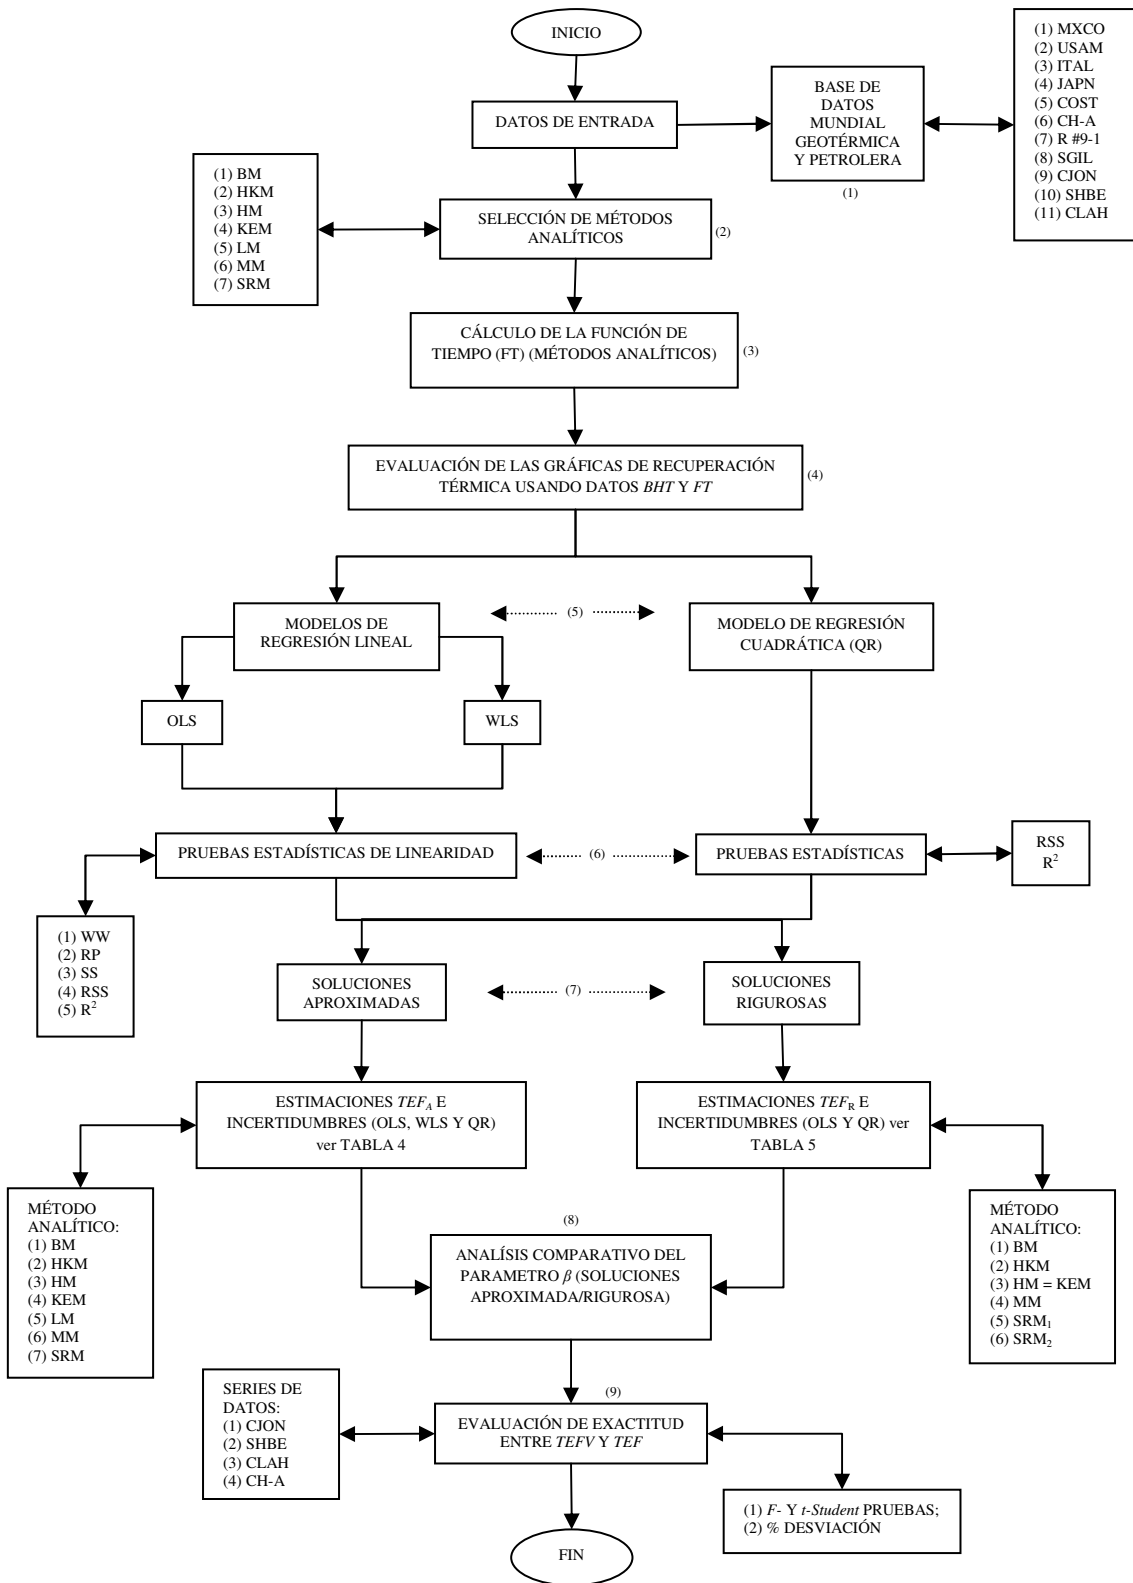 INICIO
DATOS DE ENTRADA
BASE DE
DATOS
MUNDIAL
GEOTÉRMICA
Y PETROLERA
(1)
(1) MXCO
(2) USAM
(3) ITAL
(4) JAPN
(5) COST
(6) CH-A
(7) R #9-1
(8) SGIL
(9) CJON
(10) SHBE
(11) CLAH
(1) BM
(2) HKM
(3) HM
(4) KEM
(5) LM
(6) MM
(7) SRM
SELECCIÓN DE MÉTODOS
ANALÍTICOS
(2)
CÁLCULO DE LA FUNCIÓN DE
TIEMPO (FT) (MÉTODOS ANALÍTICOS)
(3)
EVALUACIÓN DE LAS GRÁFICAS DE RECUPERACIÓN
TÉRMICA USANDO DATOS BHT Y FT
(4)
MODELOS DE
REGRESIÓN LINEAL
(5)
MODELO DE REGRESIÓN
CUADRÁTICA (QR)
OLS
WLS
PRUEBAS ESTADÍSTICAS DE LINEARIDAD
(6)
PRUEBAS ESTADÍSTICAS
RSS
R²
(1) WW
(2) RP
(3) SS
(4) RSS
(5) R²
SOLUCIONES
APROXIMADAS
(7)
SOLUCIONES
RIGUROSAS
ESTIMACIONES TEF_A E
INCERTIDUMBRES (OLS, WLS Y QR)
ver TABLA 4
ESTIMACIONES TEF_R E
INCERTIDUMBRES (OLS Y QR) ver
TABLA 5
MÉTODO
ANALÍTICO:
(1) BM
(2) HKM
(3) HM
(4) KEM
(5) LM
(6) MM
(7) SRM
(8)
ANALÍSIS COMPARATIVO DEL
PARAMETRO β (SOLUCIONES
APROXIMADA/RIGUROSA)
MÉTODO
ANALÍTICO:
(1) BM
(2) HKM
(3) HM = KEM
(4) MM
(5) SRM₁
(6) SRM₂
SERIES DE
DATOS:
(1) CJON
(2) SHBE
(3) CLAH
(4) CH-A
(9)
EVALUACIÓN DE EXACTITUD
ENTRE TEFV Y TEF
(1) F- Y t-Student PRUEBAS;
(2) % DESVIACIÓN
FIN